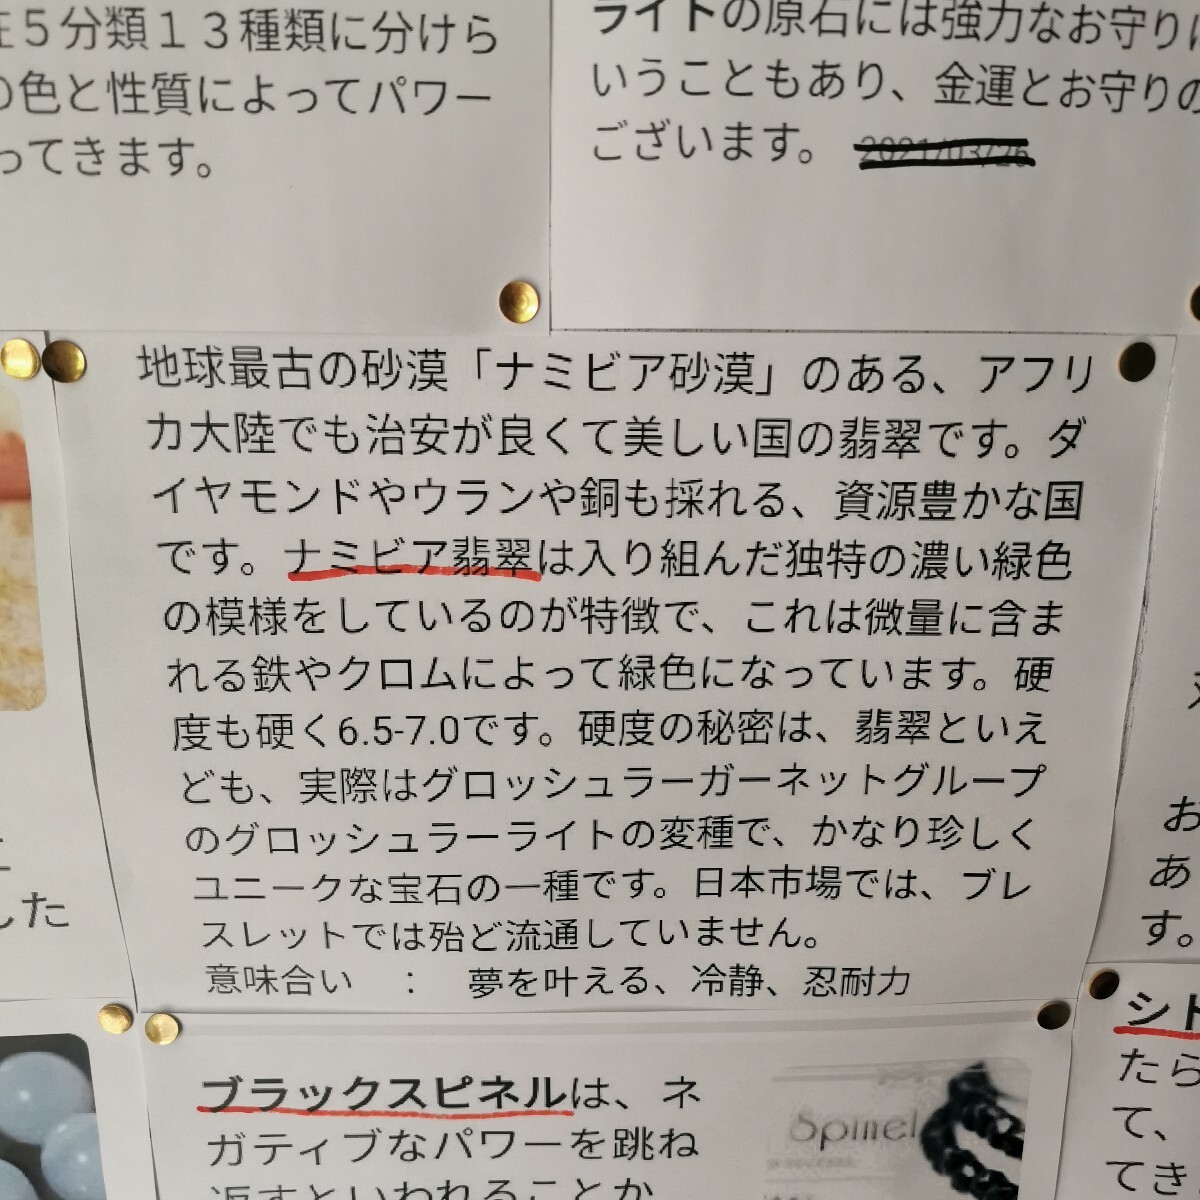 5分類13種類に分けら
の色と性質によってパワー
ってきます。
ライトの原石には強力なお守り
いうこともあり、金運とお守りの
ございます。 2021/03/26
地球最古の砂漠「ナミビア砂漠」のある、アフリ
カ大陸でも治安が良くて美しい国の翡翠です。ダ
イヤモンドやウランや銅も採れる、資源豊かな国
です。ナミビア翡翠は入り組んだ独特の濃い緑色
の模様をしているのが特徴で、これは微量に含ま
れる鉄やクロムによって緑色になっています。硬
度も硬く6.5-7.0です。硬度の秘密は、翡翠といえ
ども、実際はグロッシュラーガーネットグループ
のグロッシュラーライトの変種で、かなり珍しく
ユニークな宝石の一種です。日本市場では、ブレ
スレットでは殆ど流通していません。
意味合い ： 夢を叶える、冷静、忍耐力
した
お
あ
す。
ブラックスピネルは、ネ
ガティブなパワーを跳ね
返すといわれることか
Spinel
シト
たら
て、
てき